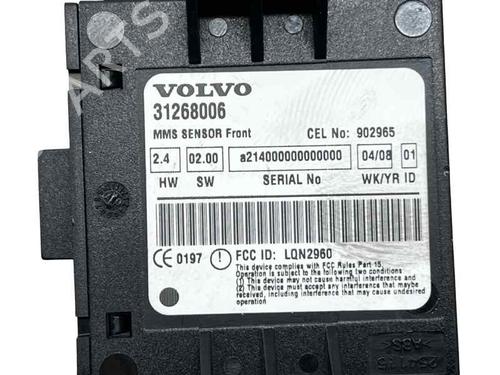 VOLVO
31268006
MMS SENSOR Front CEL No: 902965
2.4 02.00 a214000000000000 04/08 01
HW SW SERIAL No WK/YR ID
CE 0197 ! FCC ID: LQN2960
This device complies with FCC Rules Part 15.
Operation is subject to the following two conditions
(1) This device may not cause harmful interference and
(2) This device must accept any interference that may be
received, including interference that may cause
undesired operation.
>ABS<